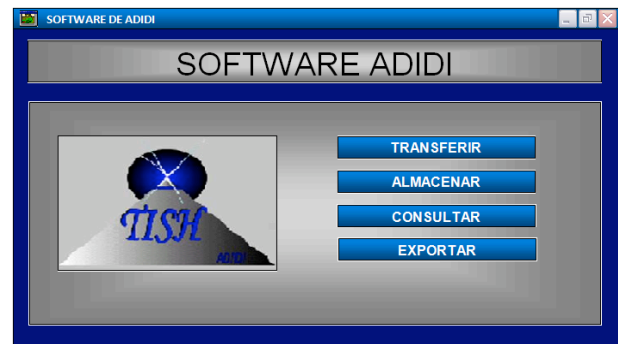 SOFTWARE DE ADIDI
SOFTWARE ADIDI
TRANSFERIR
ALMACENAR
CONSULTAR
EXPORTAR
TISH
ADIDI